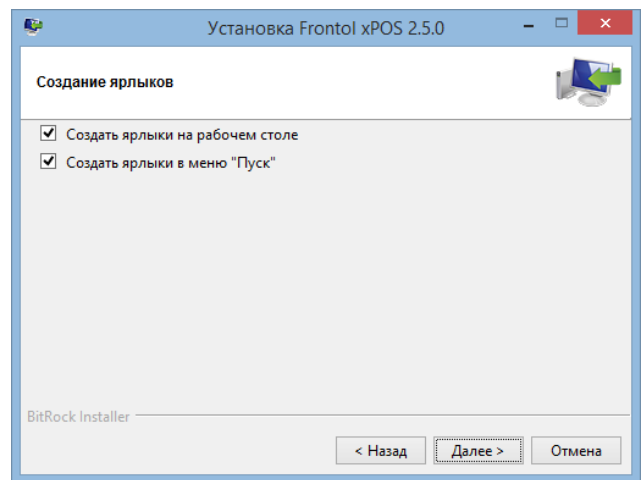 Установка Frontol xPOS 2.5.0
Создание ярлыков
Создать ярлыки на рабочем столе
Создать ярлыки в меню "Пуск"
BitRock Installer
< Назад
Далее >
Отмена